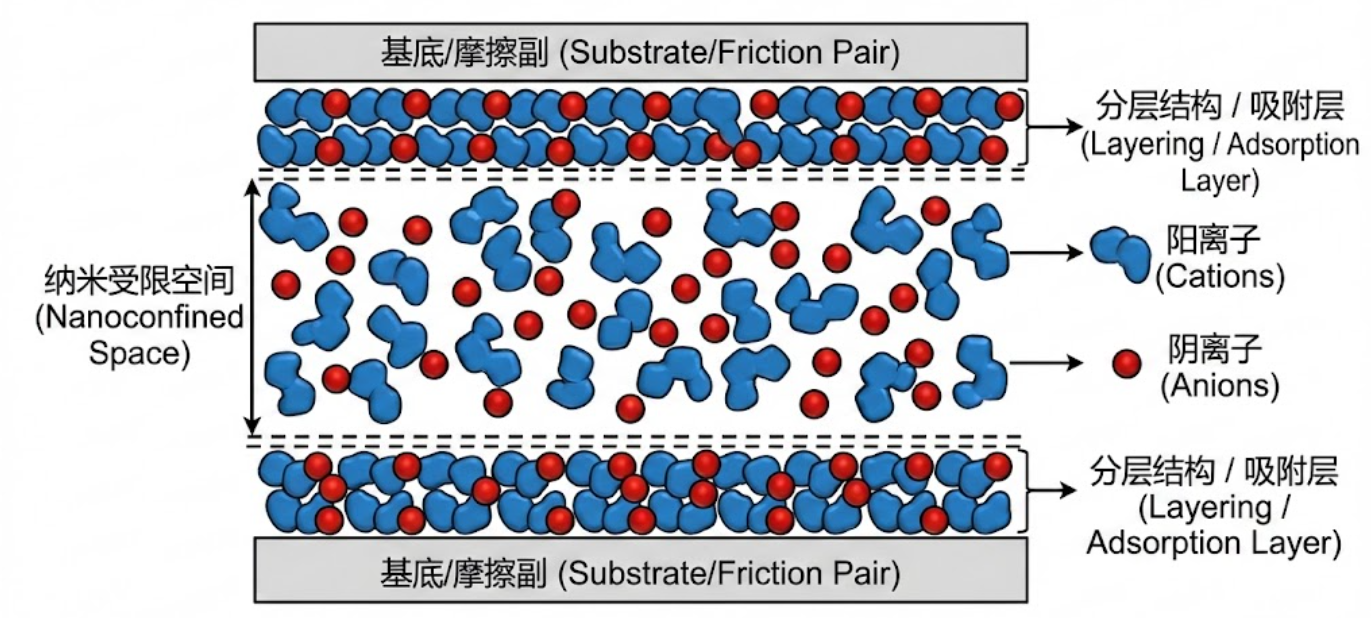 基底/摩擦副 (Substrate/Friction Pair)
分层结构 / 吸附层
(Layering / Adsorption
Layer)
阳离子
(Cations)
纳米受限空间
(Nanoconfined
Space)
阴离子
(Anions)
分层结构 / 吸附层
(Layering /
Adsorption Layer)
基底/摩擦副 (Substrate/Friction Pair)